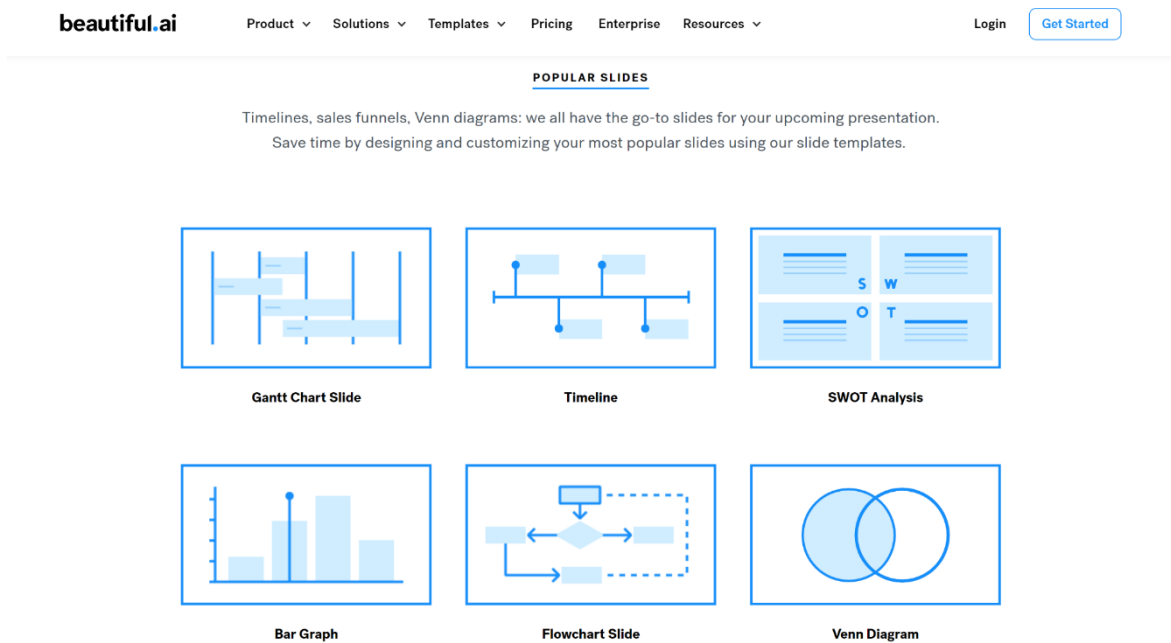 beautiful.ai Product Solutions Templates Pricing Enterprise Resources Login Get Started
POPULAR SLIDES
Timelines, sales funnels, Venn diagrams: we all have the go-to slides for your upcoming presentation.
Save time by designing and customizing your most popular slides using our slide templates.
S W
O T
Gantt Chart Slide Timeline SWOT Analysis
Bar Graph Flowchart Slide Venn Diagram